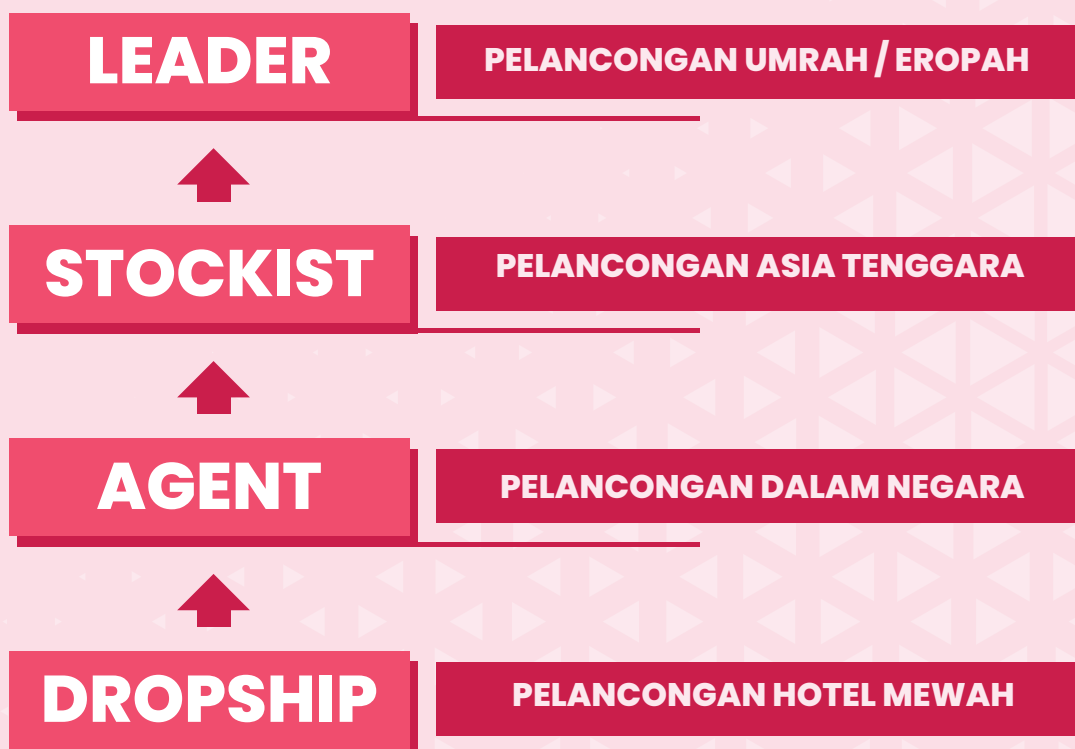 LEADER
PELANCONGAN UMRAH / EROPAH
STOCKIST
PELANCONGAN ASIA TENGGARA
AGENT
PELANCONGAN DALAM NEGARA
DROPSHIP
PELANCONGAN HOTEL MEWAH